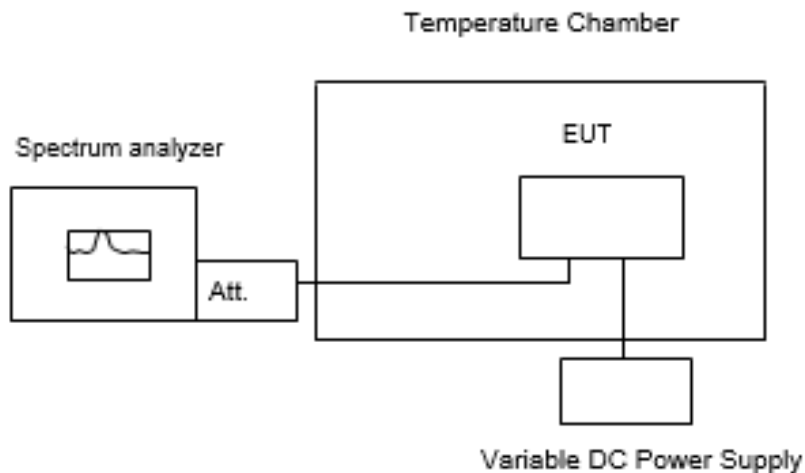 Temperature Chamber
EUT
Spectrum analyzer
Att.
Variable DC Power Supply